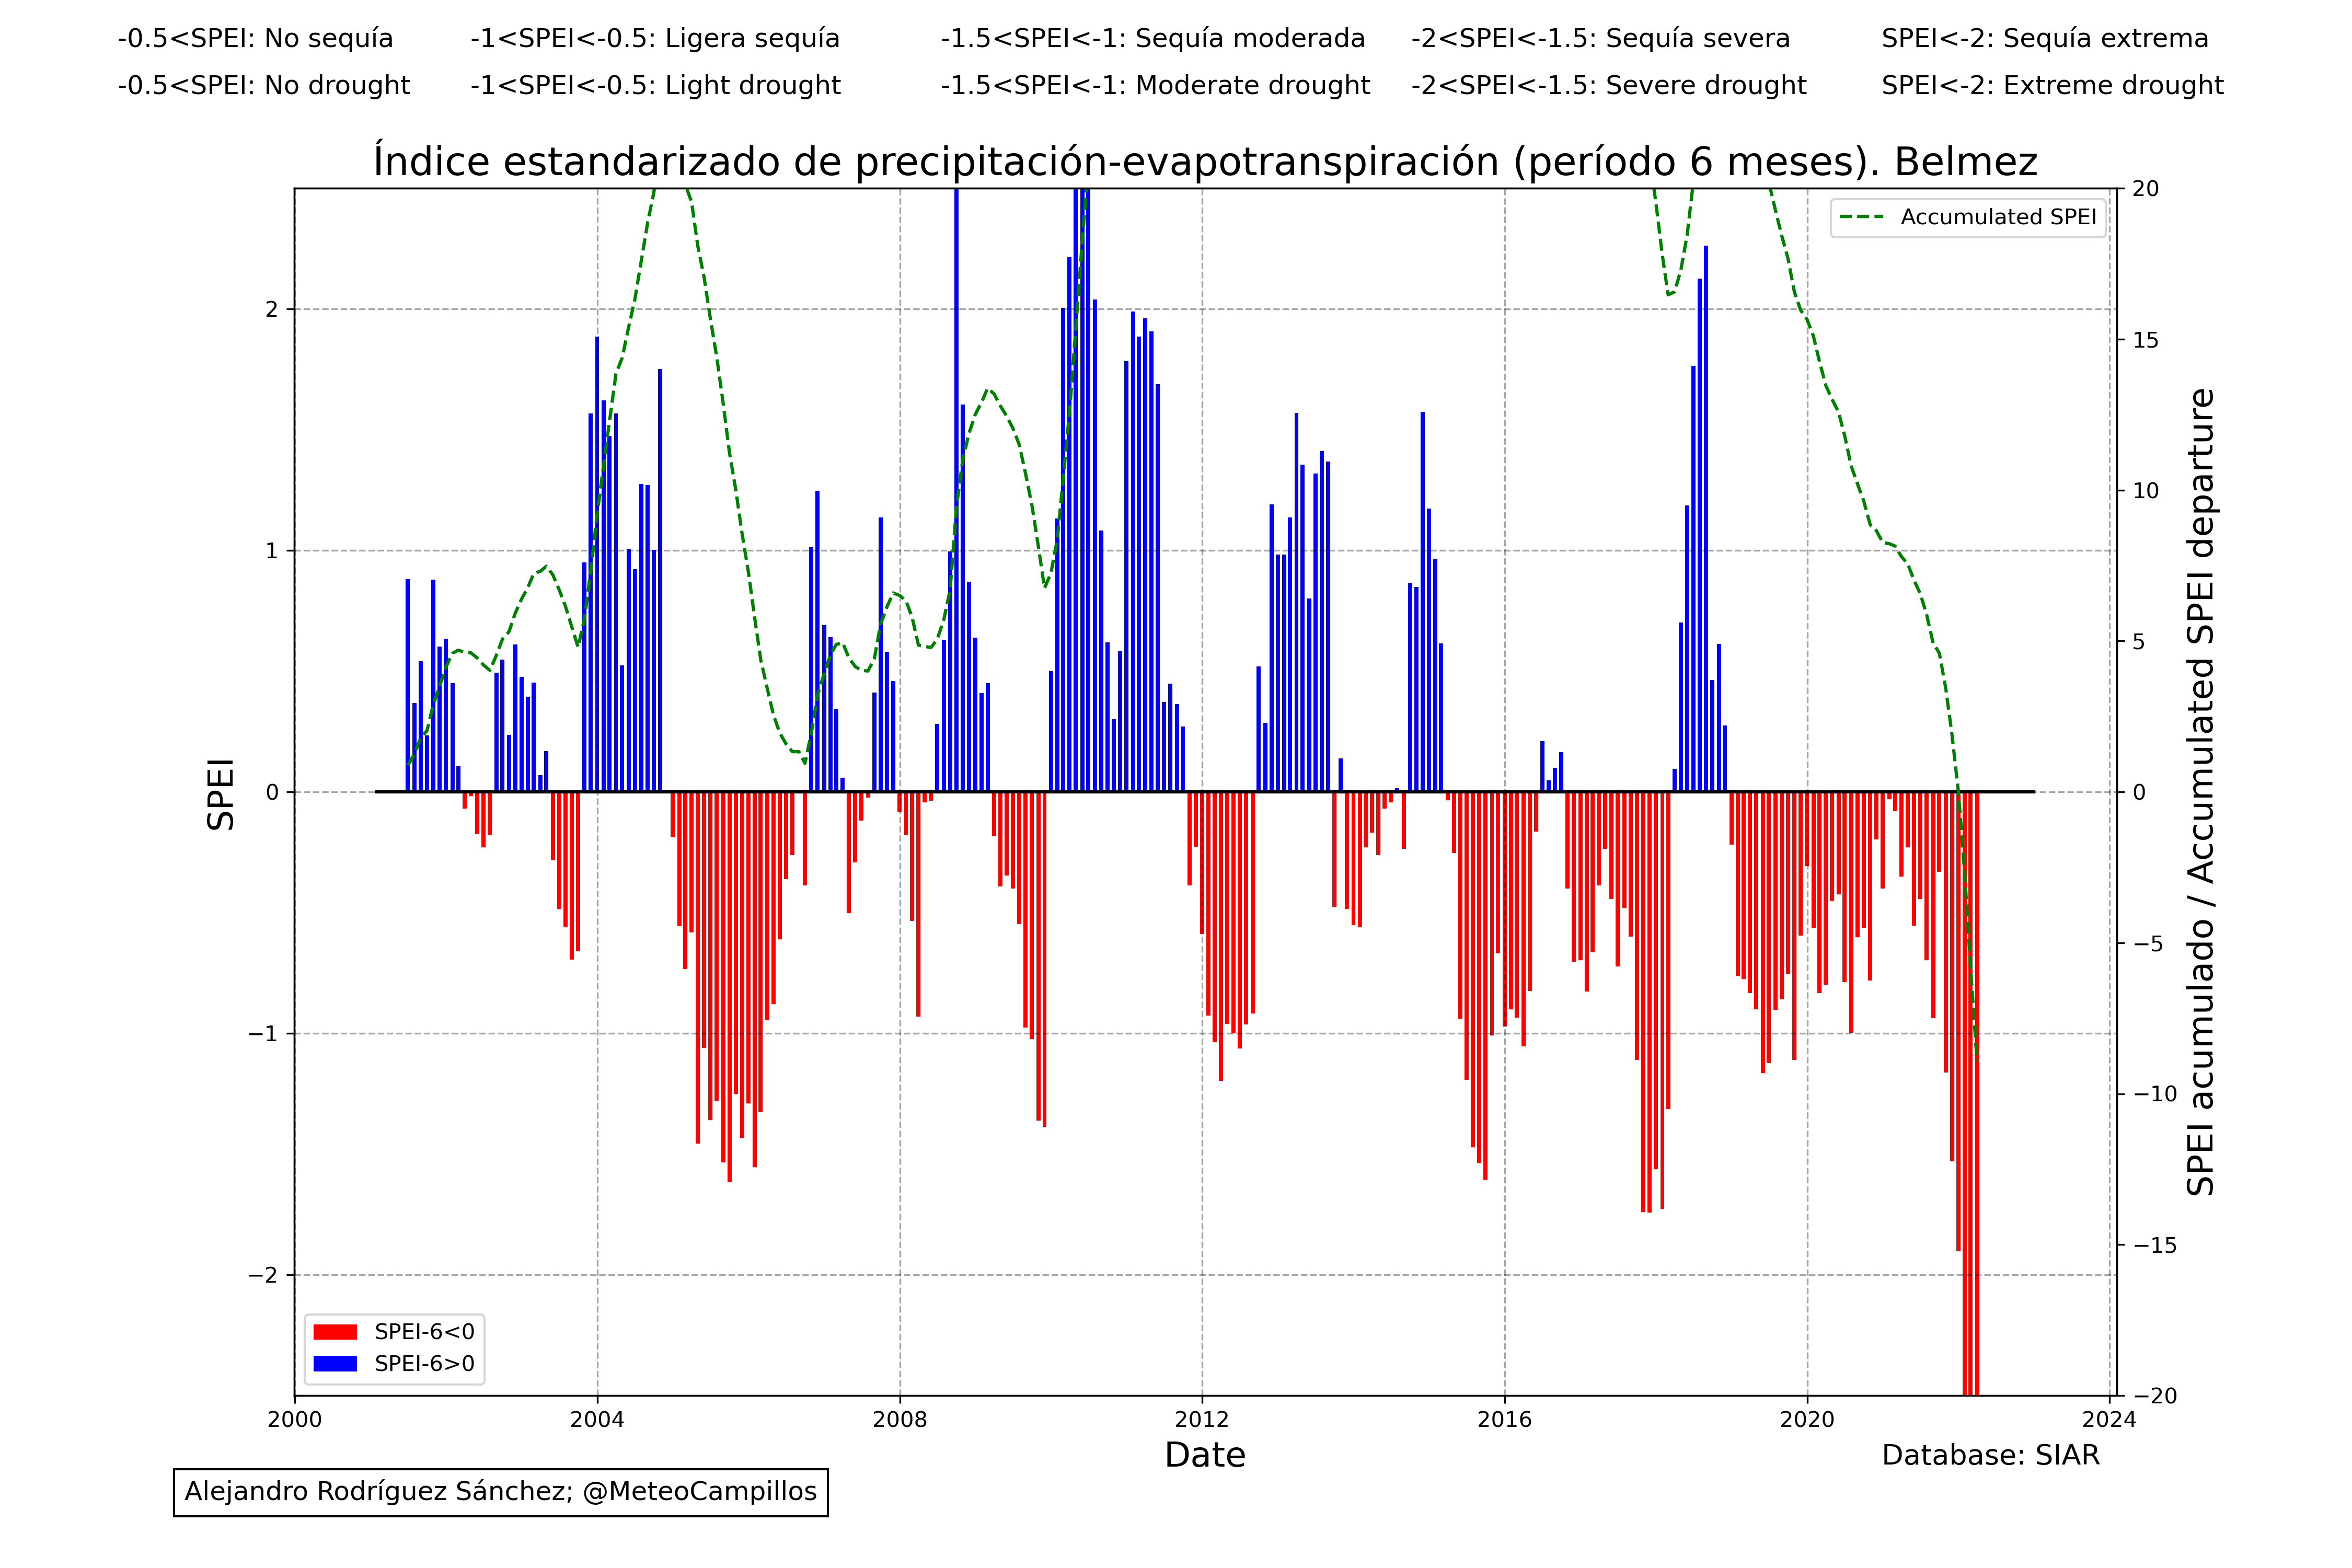 -0.5<SPEI: No sequía -1<SPEI<-0.5: Ligera sequía -1.5<SPEI<-1: Sequía moderada -2<SPEI<-1.5: Sequía severa SPEI<-2: Sequía extrema
-0.5<SPEI: No drought -1<SPEI<-0.5: Light drought -1.5<SPEI<-1: Moderate drought -2<SPEI<-1.5: Severe drought SPEI<-2: Extreme drought
Índice estandarizado de precipitación-evapotranspiración (período 6 meses). Belmez
Accumulated SPEI
SPEI
2
1
0
−1
−2
20
15
10
5
0
−5
−10
−15
−20
SPEI acumulado / Accumulated SPEI departure
SPEI-6<0
SPEI-6>0
2000 2004 2008 2012 2016 2020 2024
Date
Database: SIAR
Alejandro Rodríguez Sánchez; @MeteoCampillos